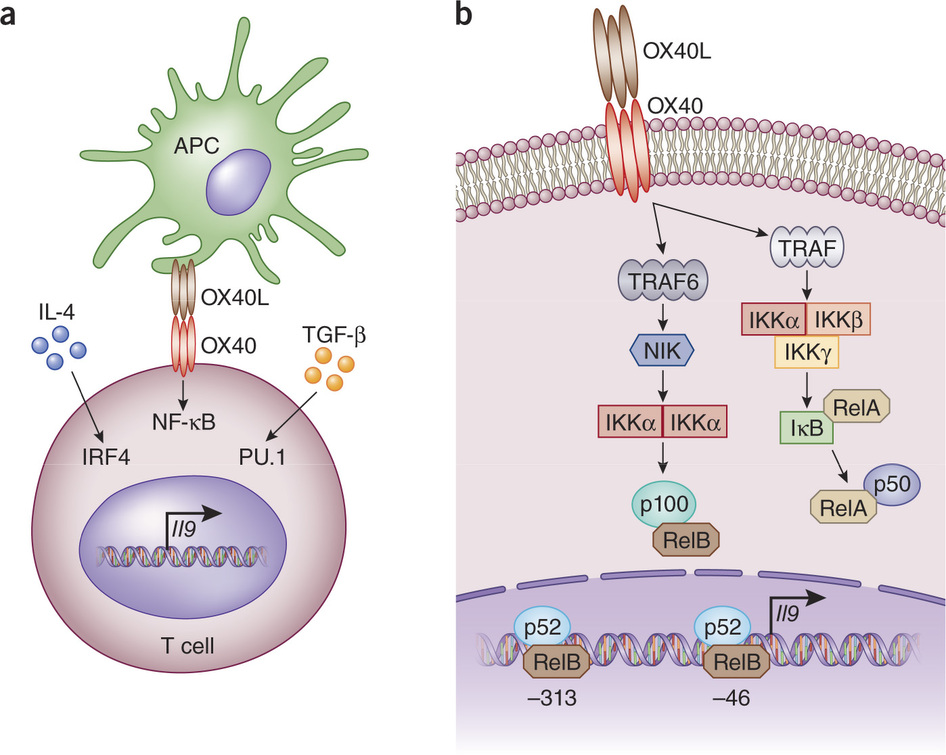 a
APC
OX40L
IL-4
TGF-β
OX40
NF-κB
IRF4
PU.1
Il9
T cell
b
OX40L
OX40
TRAF
TRAF6
IKKα
IKKβ
IKKγ
NIK
IKKα
IKKα
RelA
IκB
p50
RelA
p100
RelB
Il9
p52
RelB
p52
RelB
–313
–46